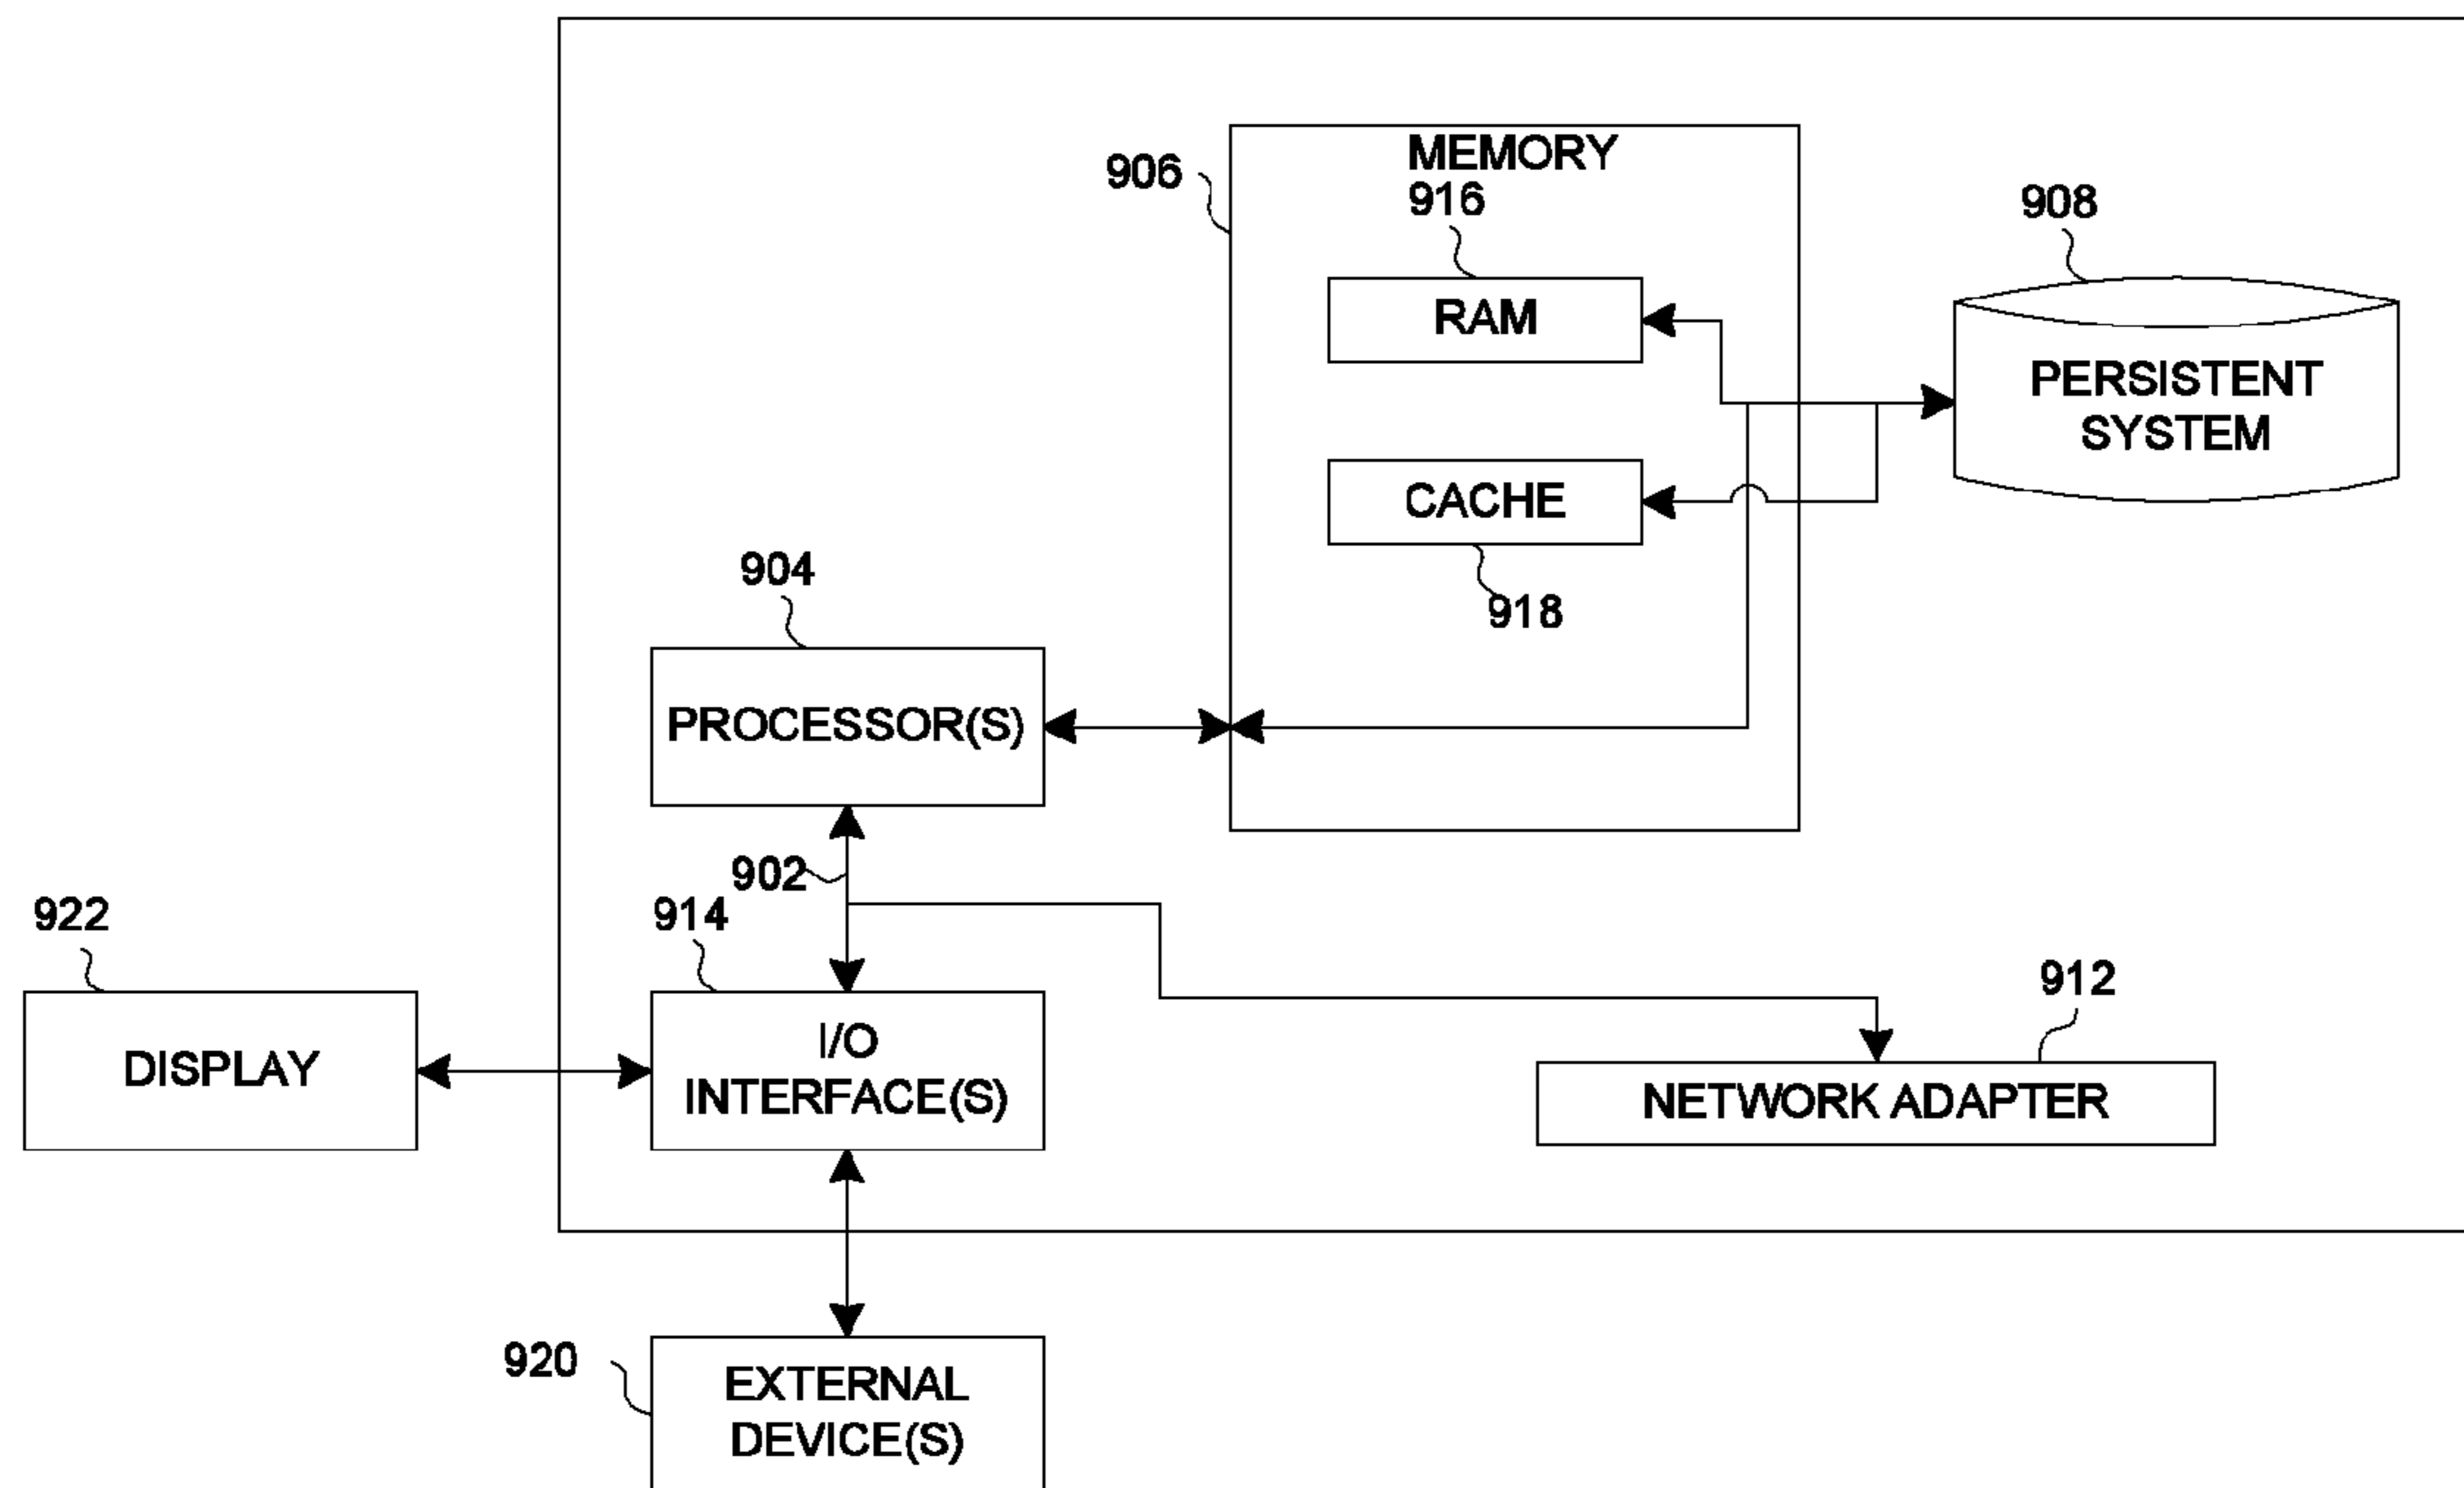 MEMORY
906
916
908
RAM
PERSISTENT
SYSTEM
CACHE
904
918
PROCESSOR(S)
902
922
914
912
DISPLAY
I/O
INTERFACE(S)
NETWORK ADAPTER
920
EXTERNAL
DEVICE(S)